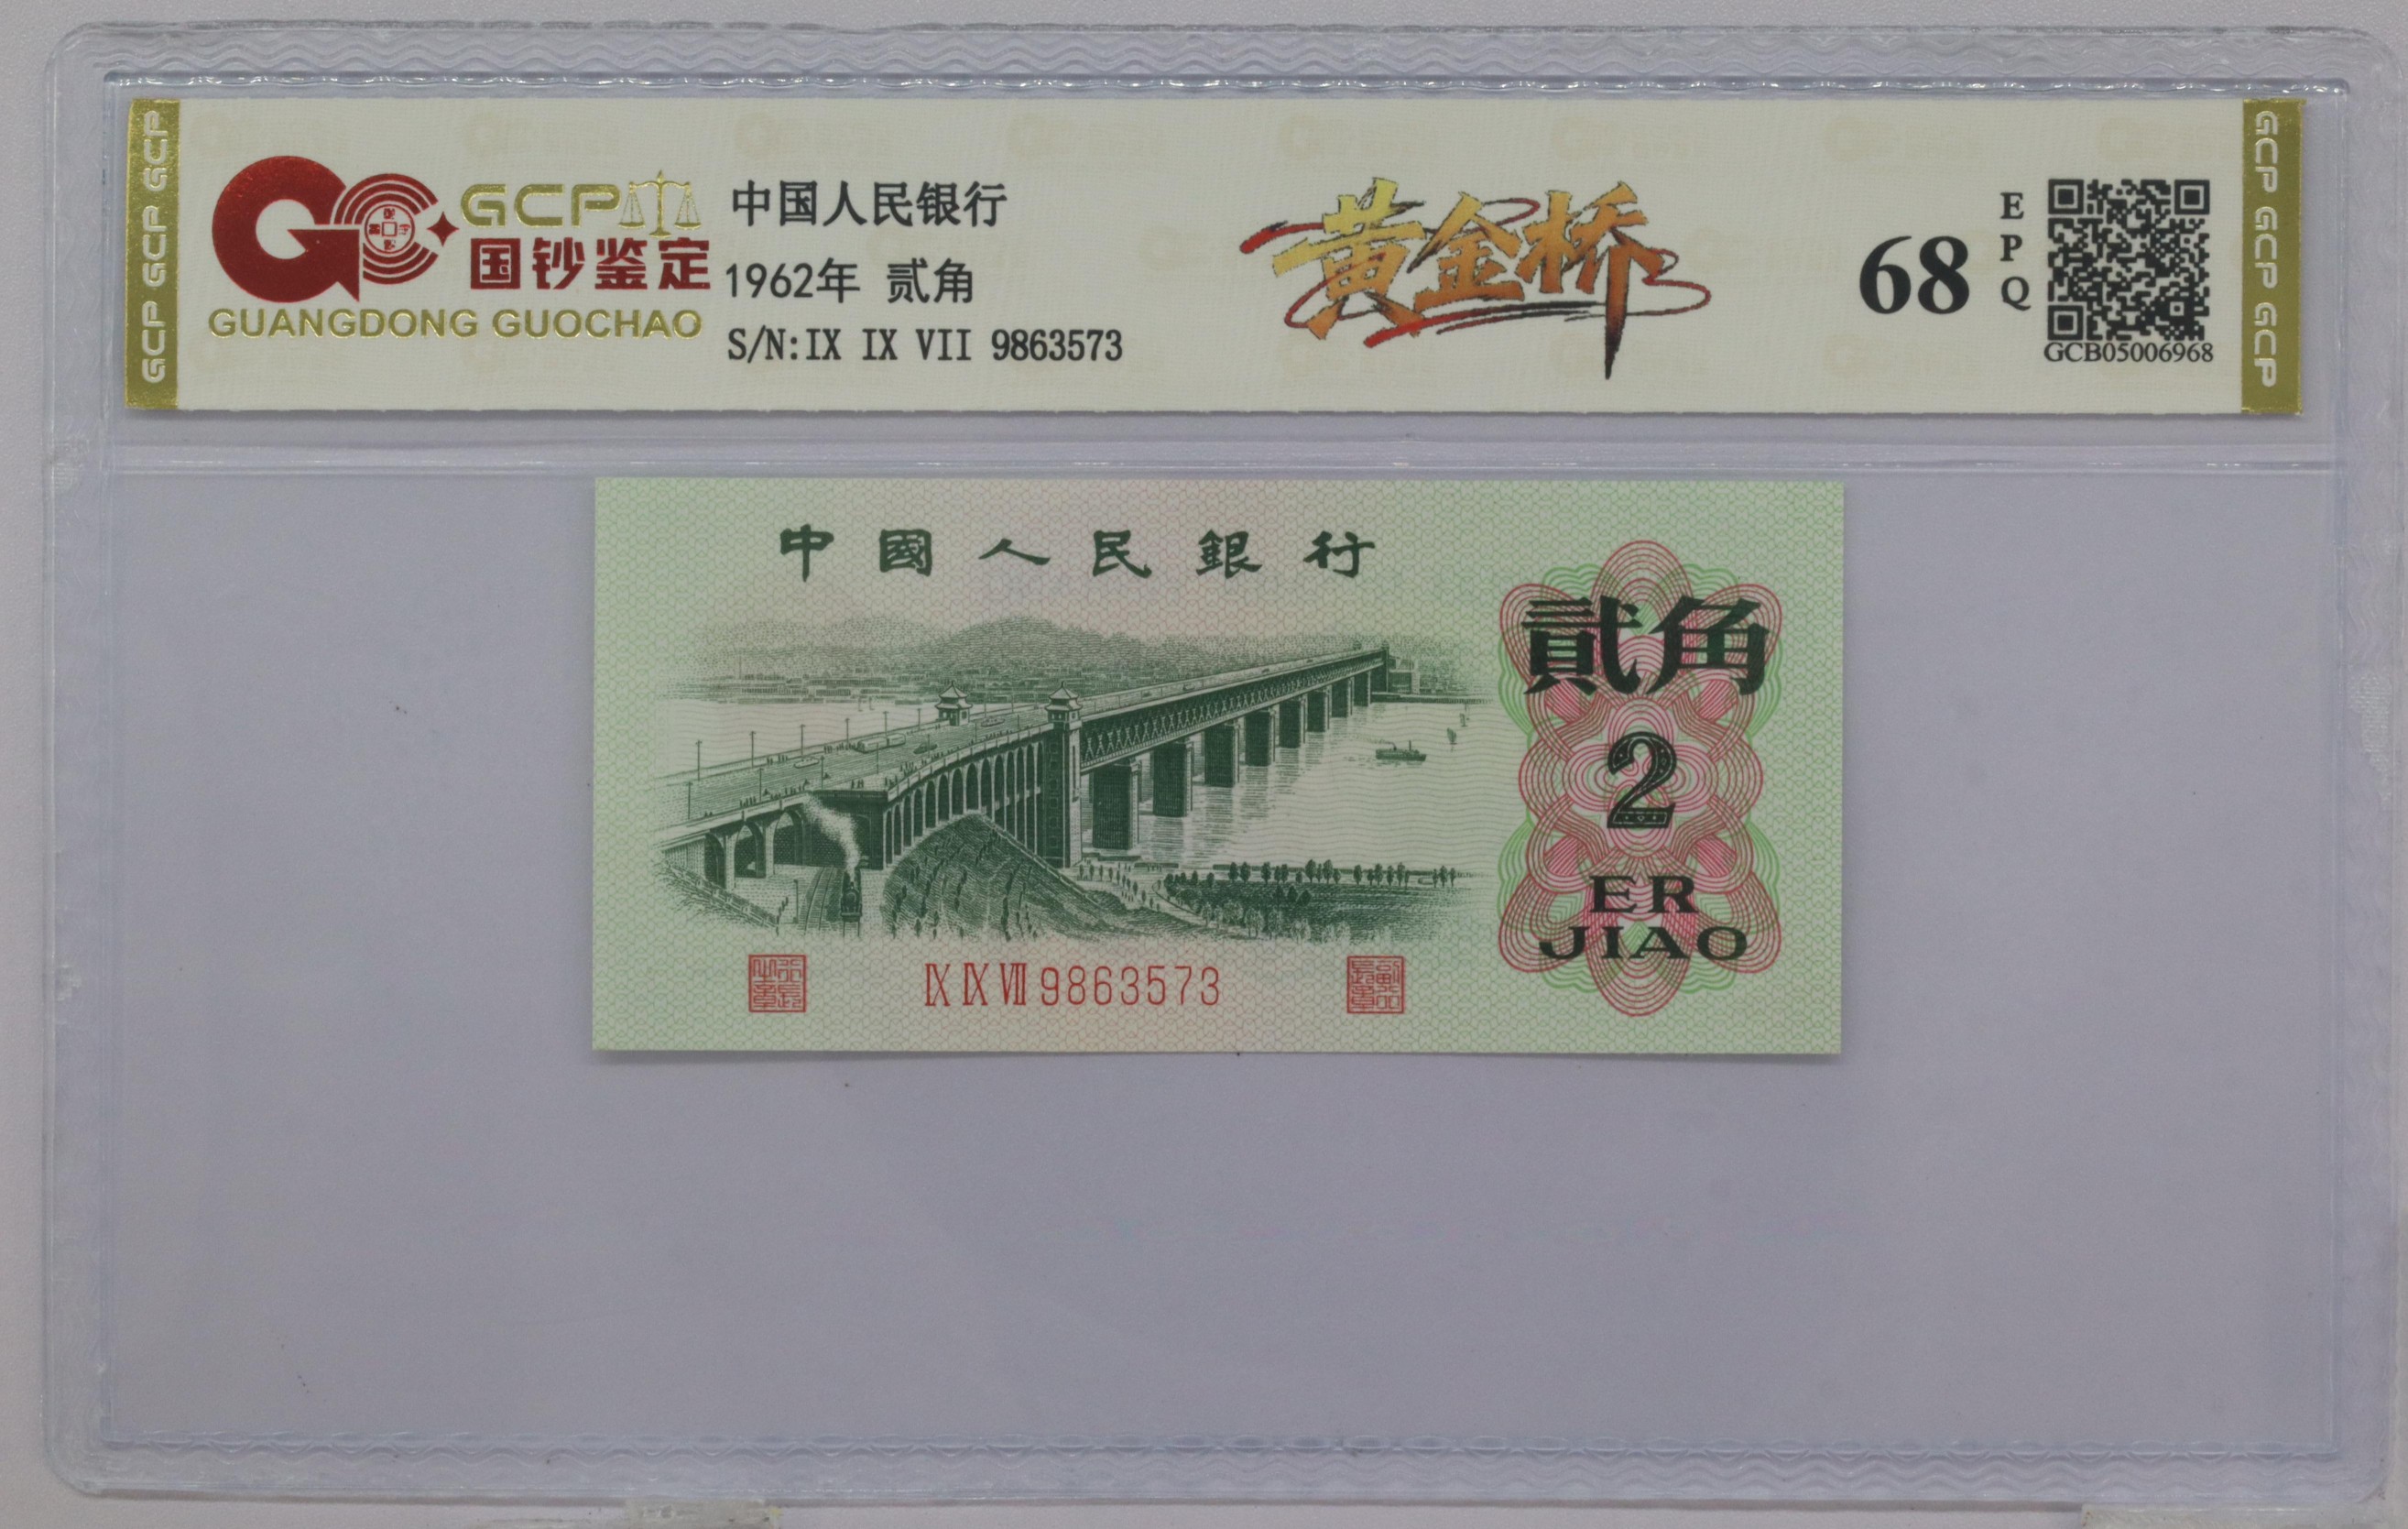 GCP GCP GCP
GCP
国钞鉴定
GUANGDONG GUOCHAO
中国人民银行
1962年 贰角
S/N:IX IX VII 9863573
黄金桥
68
EPQ
GCB05006968
GCP GCP GCP
中國人民銀行
貳角
2
ER
JIAO
IX IX VII 9863573